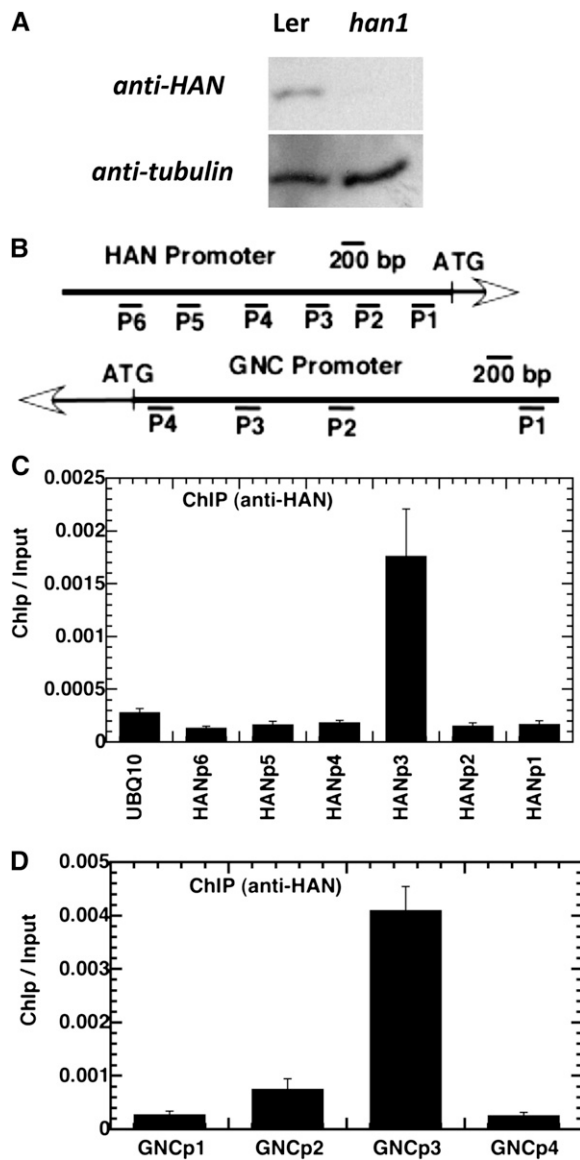 A
Ler han1
anti-HAN
anti-tubulin
B
HAN Promoter 200 bp ATG
P6 P5 P4 P3 P2 P1
ATG GNC Promoter 200 bp
P4 P3 P2 P1
C
ChIP (anti-HAN)
ChIp / Input
0.0025
0.002
0.0015
0.001
0.0005
0
UBQ10 HANp6 HANp5 HANp4 HANp3 HANp2 HANp1
D
ChIP (anti-HAN)
ChIp / Input
0.005
0.004
0.002
0.001
0
GNCp1 GNCp2 GNCp3 GNCp4